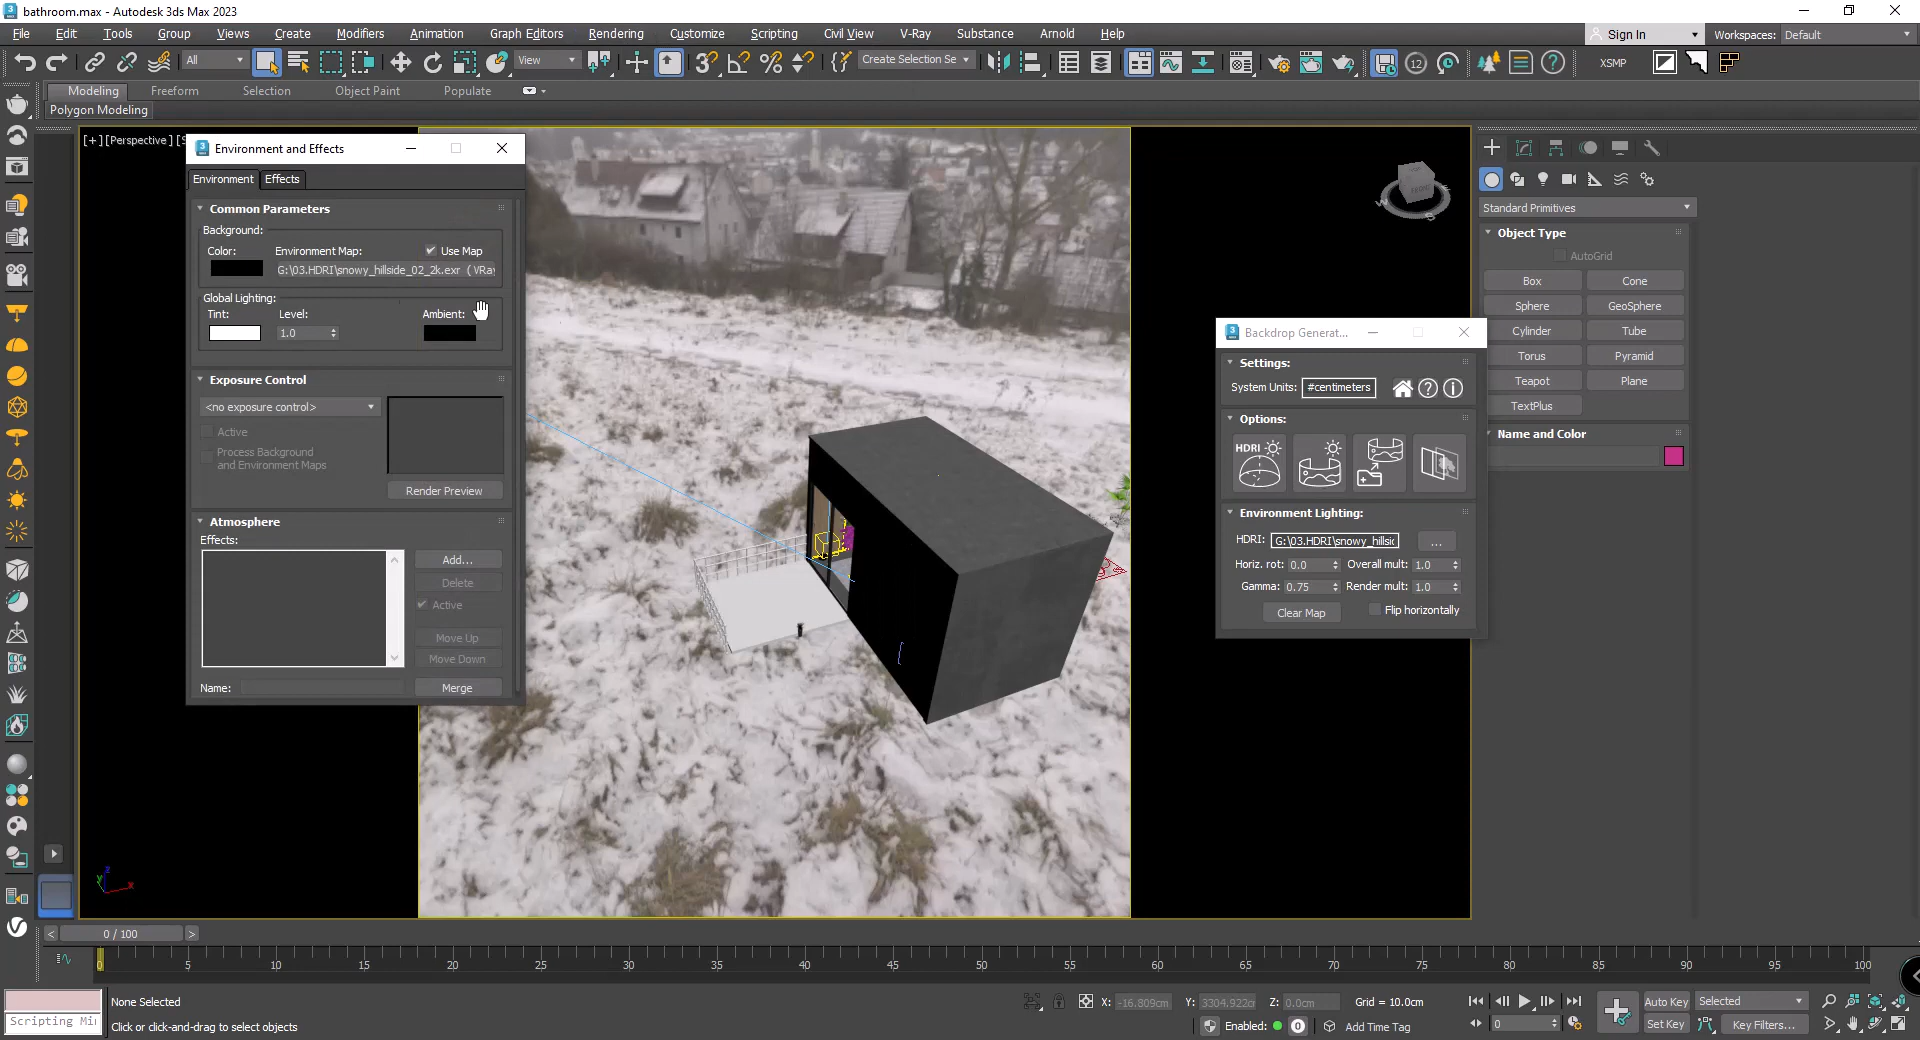 bathroom.max - Autodesk 3ds Max 2023
File Edit Tools Group Views Create Modifiers Animation Graph Editors Rendering Customize Scripting Civil View V-Ray Substance Arnold Help
Sign In Workspaces: Default
All View Create Selection Se XSMP
Modeling Freeform Selection Object Paint Populate
Polygon Modeling
[+][Perspective][S
Environment and Effects
Environment Effects
Common Parameters
Background:
Color: Environment Map: Use Map
G:\03.HDRI\snowy_hillside_02_2k.exr (VRay
Global Lighting:
Tint: Level: Ambient:
1.0
Exposure Control
<no exposure control>
Active
Process Background
and Environment Maps
Render Preview
Atmosphere
Effects:
Add...
Delete
Active
Move Up
Move Down
Name: Merge
Backdrop Generat...
Settings:
System Units: #centimeters
Options:
HDRI
Environment Lighting:
HDRI: G:\03.HDRI\snowy_hillsid ...
Horiz. rot: 0.0 Overall mult: 1.0
Gamma: 0.75 Render mult: 1.0
Clear Map Flip horizontally
Standard Primitives
Object Type
AutoGrid
Box Cone
Sphere GeoSphere
Cylinder Tube
Torus Pyramid
Teapot Plane
TextPlus
Name and Color
< 0 / 100 >
0 5 10 15 20 25 30 35 40 45 50 55 60 65 70 75 80 85 90 95 100
None Selected
Scripting Mi
Click or click-and-drag to select objects
X: -16.809cm Y: 3304.922c Z: 0.0cm Grid = 10.0cm
Enabled: 0 Add Time Tag
0
Auto Key Selected
Set Key Key Filters...